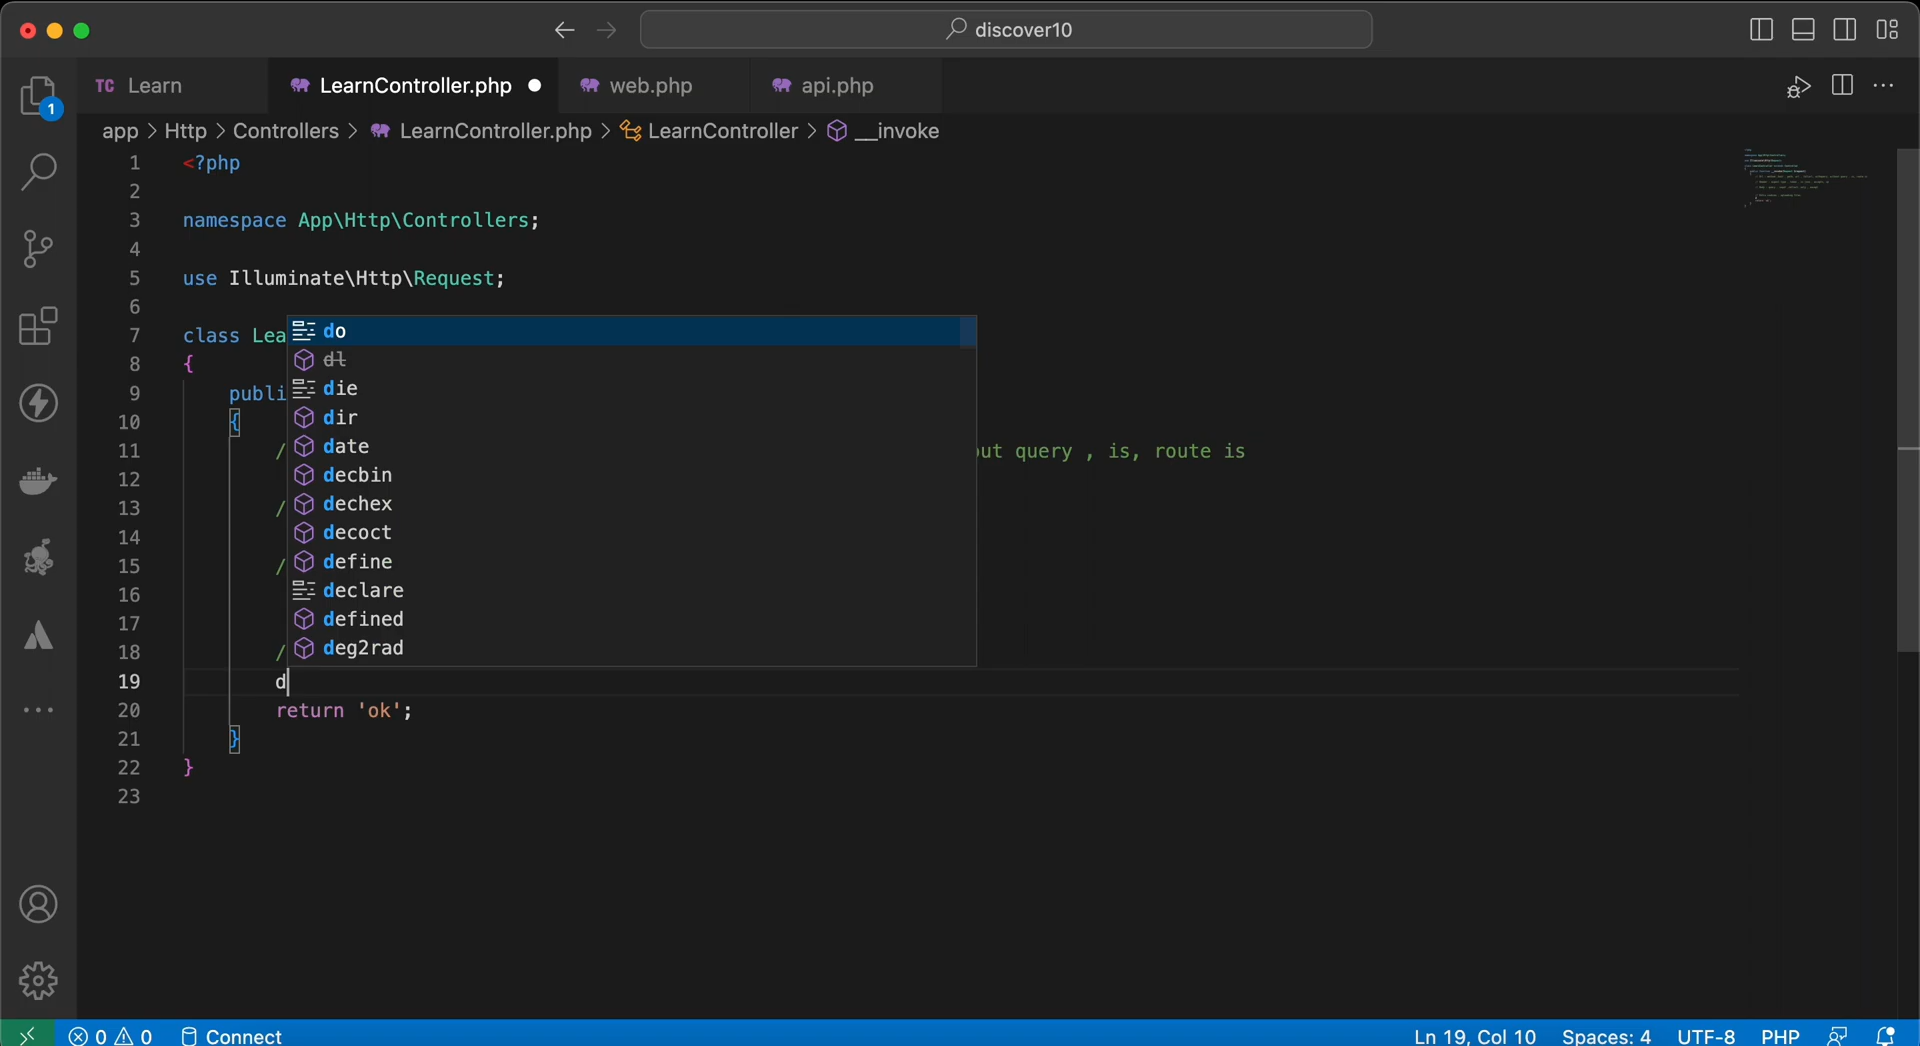 discover10
1
TC Learn
LearnController.php
web.php
api.php
app > Http > Controllers > LearnController.php > LearnController > __invoke
1 <?php
2
3 namespace App\Http\Controllers;
4
5 use Illuminate\Http\Request;
6
7 class Lea
do
8 {
dl
9 publi
die
10 {
dir
11 / ut query , is, route is
date
12
decbin
13 /
dechex
14
decoct
15 /
define
16
declare
17
defined
18 /
deg2rad
19 d
20 return 'ok';
21 }
22 }
23
0 0 Connect
Ln 19, Col 10 Spaces: 4 UTF-8 PHP